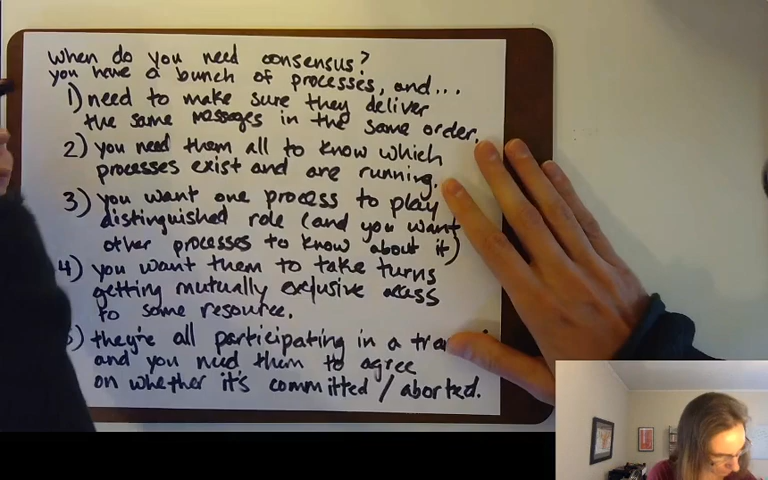 When do you need consensus?
you have a bunch of processes, and...
1) need to make sure they deliver
the same messages in the same order.
2) you need them all to know which
processes exist and are running.
3) you want one process to play
distinguished role (and you want
other processes to know about it)
4) you want them to take turns
getting mutually exclusive access
to some resource.
) they're all participating in a
and you need them to agree
on whether it's committed / aborted.